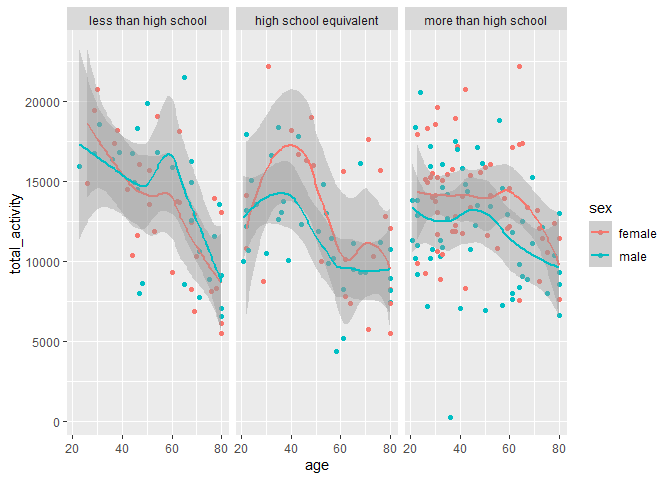 less than high school
high school equivalent
more than high school
total_activity
20000
15000
10000
5000
0
20 40 60 80
20 40 60 80
20 40 60 80
age
sex
female
male